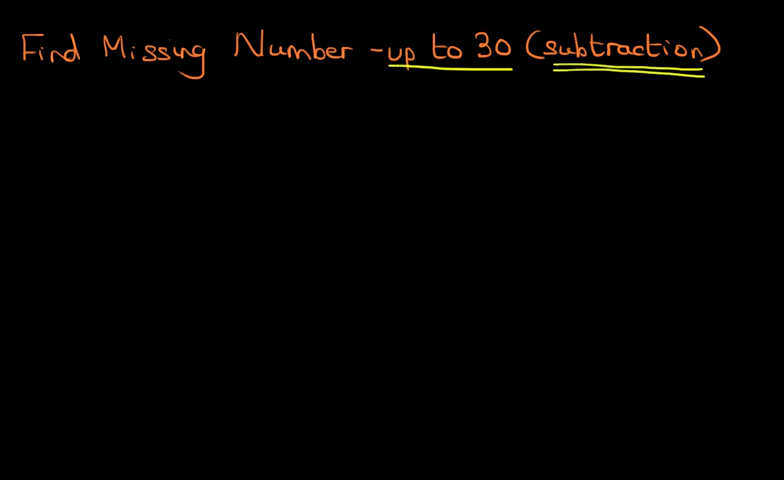 Find Missing Number - up to 30 (subtraction)